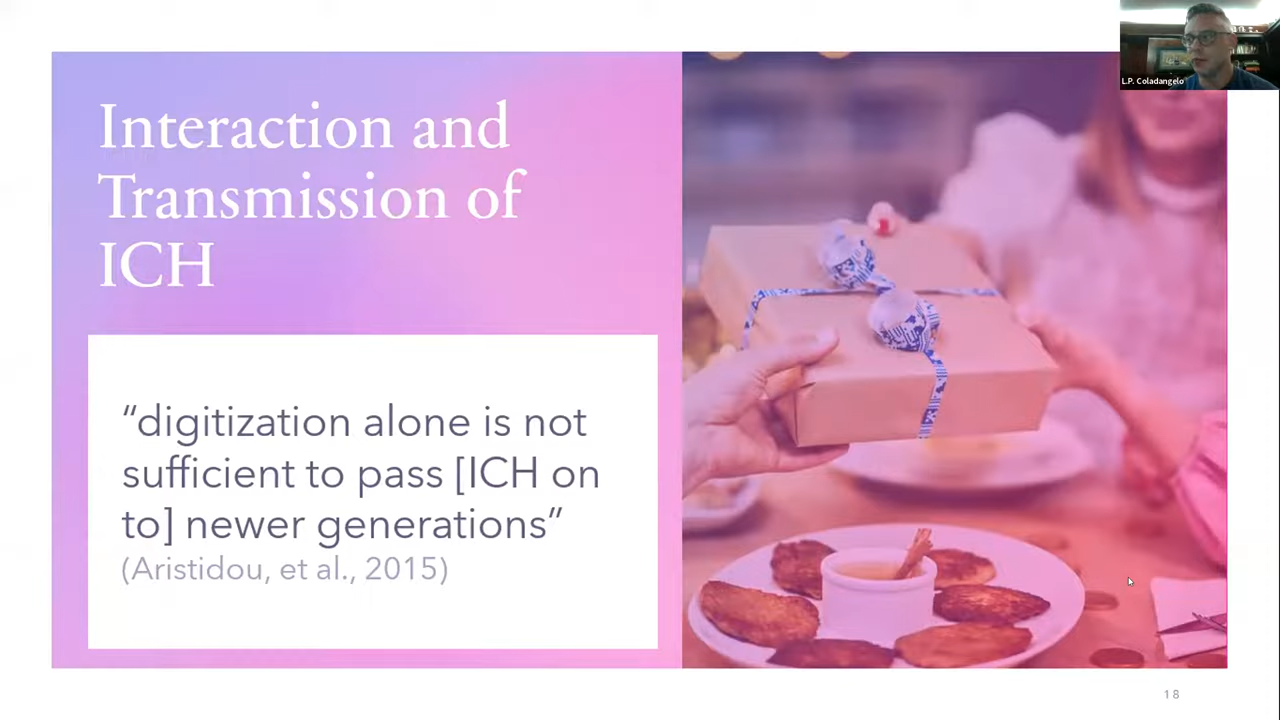 Interaction and
Transmission of
ICH
“digitization alone is not
sufficient to pass [ICH on
to] newer generations”
(Aristidou, et al., 2015)
L.P. Coladangelo
18